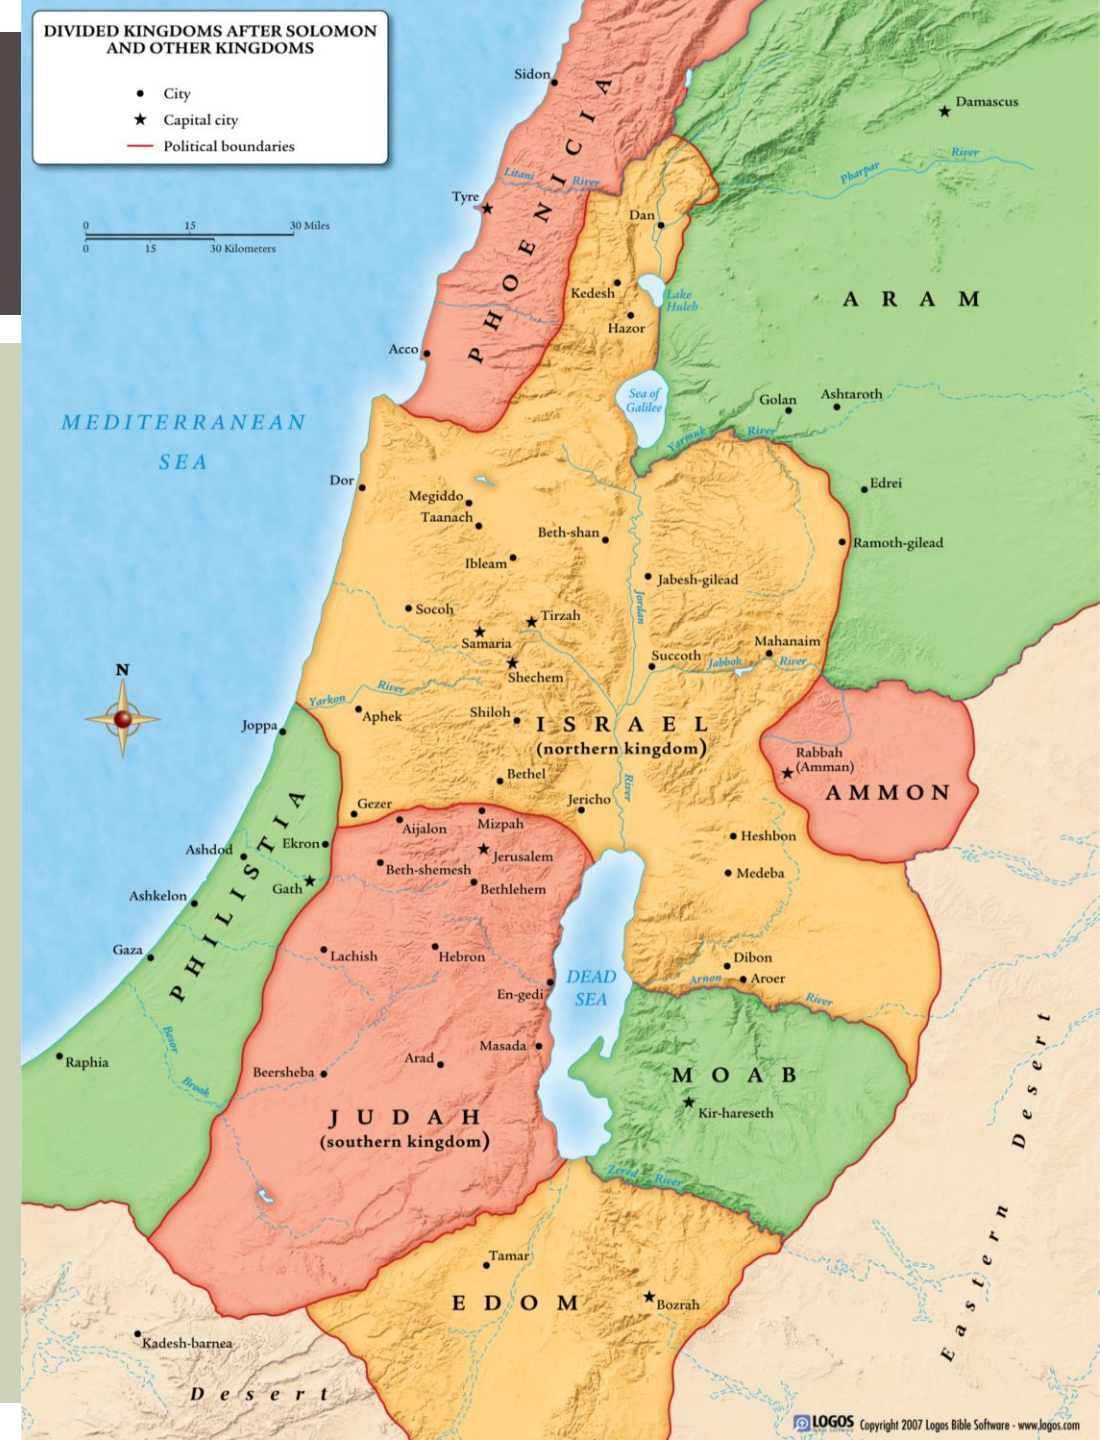 DIVIDED KINGDOMS AFTER SOLOMON
AND OTHER KINGDOMS
City
Capital city
Political boundaries
0 15 30 Miles
0 15 30 Kilometers
Sidon
Damascus
PHOENICIA
Litani River
Pharpar River
Tyre
Dan
Kedesh
Lake
Huleh
ARAM
Hazor
Acco
Sea of
Galilee
Golan
Ashtaroth
MEDITERRANEAN
SEA
Yarmuk River
Dor
Edrei
Megiddo
Taanach
Beth-shan
Ramoth-gilead
Ibleam
Jabesh-gilead
Jordan
River
Socoh
Tirzah
Samaria
Mahanaim
Succoth
Jabbok River
Shechem
N
Yarkon River
Aphek
Shiloh
Joppa
ISRAEL
(northern kingdom)
Rabbah
(Amman)
Bethel
AMMON
Jericho
Gezer
PHILISTIA
Aijalon
Mizpah
Heshbon
Ekron
Ashdod
Jerusalem
Beth-shemesh
Medeba
Gath
Bethlehem
Ashkelon
Gaza
Lachish
Hebron
Dibon
DEAD
SEA
Arnon River
Aroer
En-gedi
Besor Brook
Masada
Raphia
Arad
Beersheba
MOAB
Kir-hareseth
JUDAH
(southern kingdom)
Eastern Desert
Zered River
Tamar
EDOM
Bozrah
Kadesh-barnea
Desert
LOGOS Copyright 2007 Logos Bible Software - www.logos.com